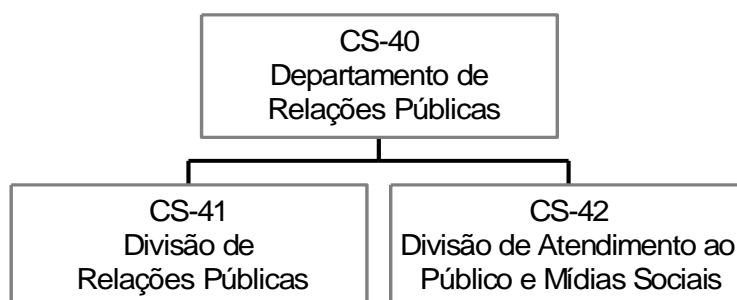 CS-40
Departamento de
Relações Públicas
CS-41
Divisão de
Relações Públicas
CS-42
Divisão de Atendimento ao
Público e Mídias Sociais